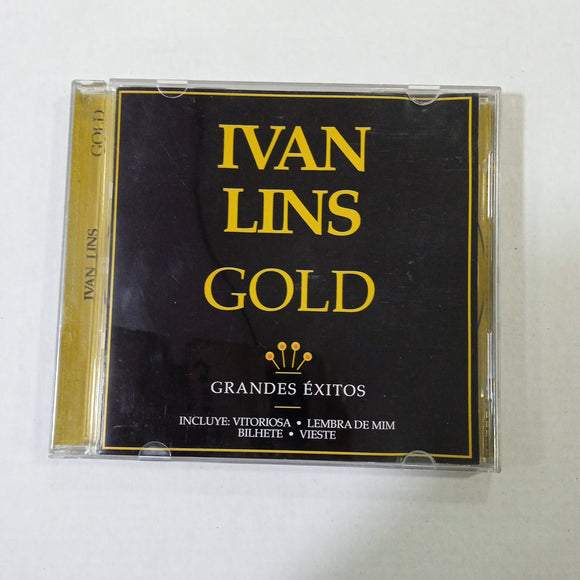 IVAN
LINS
GOLD
GRANDES ÉXITOS
INCLUYE: VITORIOSA • LEMBRA DE MIM
BILHETE • VIESTE
IVAN LINS GOLD